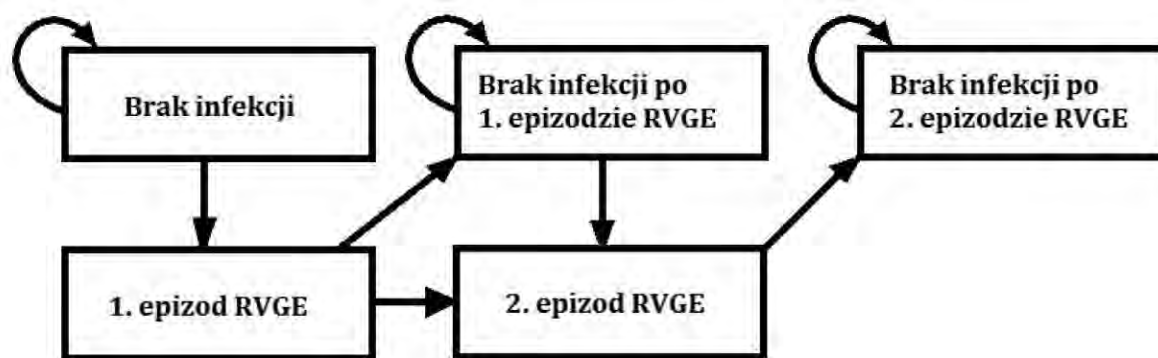 Brak infekcji
Brak infekcji po
1. epizodzie RVGE
Brak infekcji po
2. epizodzie RVGE
1. epizod RVGE
2. epizod RVGE